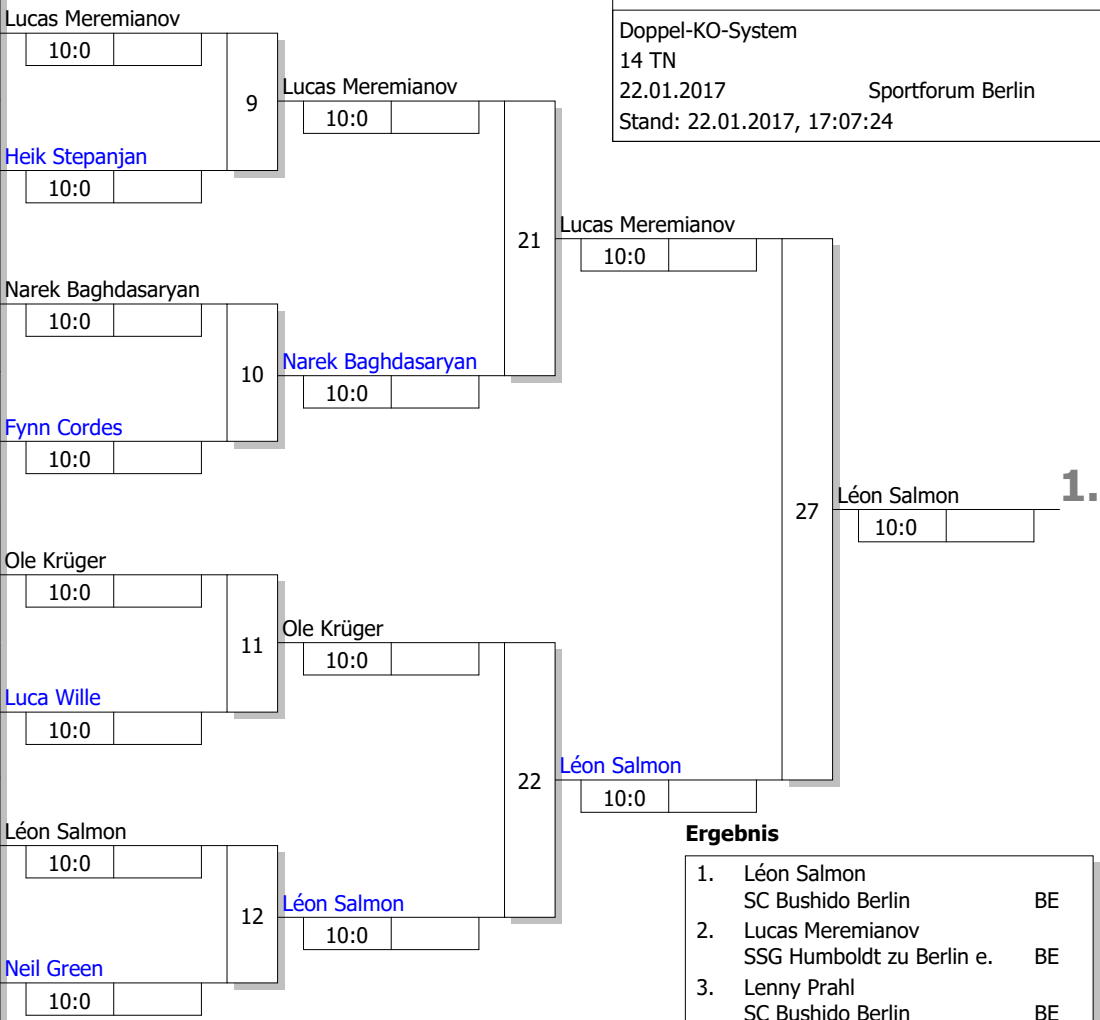 Doppel-KO-System
14 TN
22.01.2017 Sportforum Berlin
Stand: 22.01.2017, 17:07:24
Lucas Meremianov
10:0
9
Heik Stepanjan
10:0
Lucas Meremianov
10:0
Narek Baghdasaryan
10:0
10
Fynn Cordes
10:0
Narek Baghdasaryan
10:0
21
Lucas Meremianov
10:0
Ole Krüger
10:0
11
Luca Wille
10:0
Ole Krüger
10:0
Léon Salmon
10:0
12
Neil Green
10:0
Léon Salmon
10:0
22
Léon Salmon
10:0
27
Léon Salmon
10:0
1.
Ergebnis
1. Léon Salmon
SC Bushido Berlin BE
2. Lucas Meremianov
SSG Humboldt zu Berlin e. BE
3. Lenny Prahl
SC Bushido Berlin BE